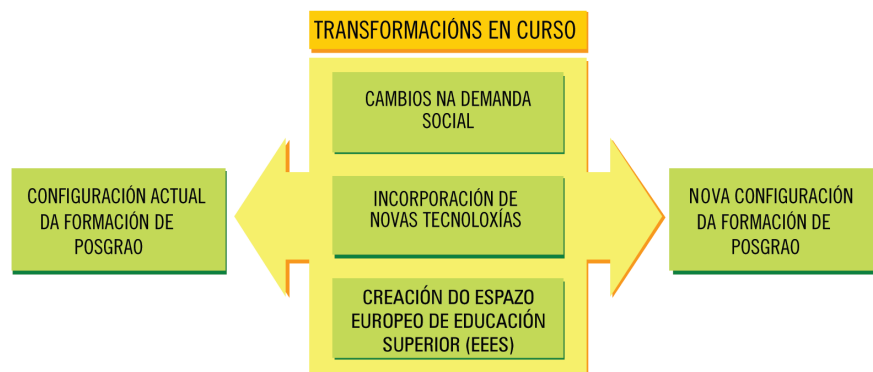 TRANSFORMACIÓNS EN CURSO
CAMBIOS NA DEMANDA
SOCIAL
CONFIGURACIÓN ACTUAL
DA FORMACIÓN DE
POSGRAO
INCORPORACIÓN DE
NOVAS TECNOLOXÍAS
NOVA CONFIGURACIÓN
DA FORMACIÓN DE
POSGRAO
CREACIÓN DO ESPAZO
EUROPEO DE EDUCACIÓN
SUPERIOR (EEES)